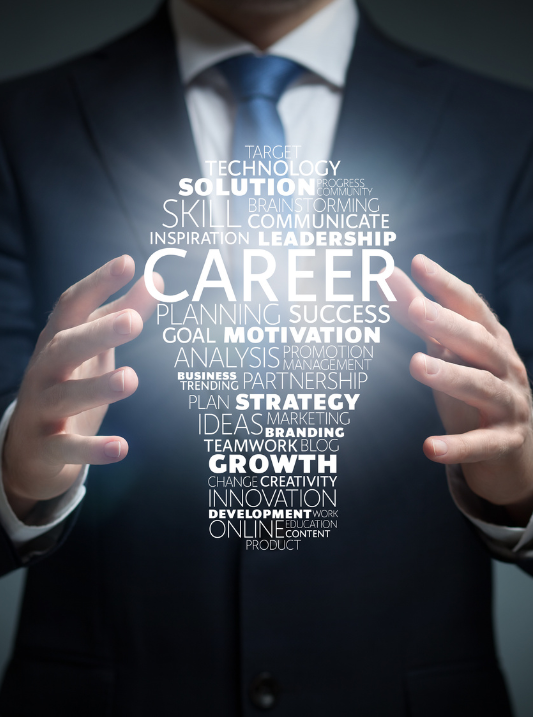 TARGET
TECHNOLOGY
SOLUTION PROGRESS
COMMUNITY
SKILL BRAINSTORMING
COMMUNICATE
INSPIRATION LEADERSHIP
CAREER
PLANNING SUCCESS
GOAL MOTIVATION
ANALYSIS PROMOTION
MANAGEMENT
BUSINESS
TRENDING PARTNERSHIP
PLAN STRATEGY
IDEAS MARKETING
BRANDING
TEAMWORK BLOG
GROWTH
CHANGE CREATIVITY
INNOVATION
DEVELOPMENT WORK
ONLINE EDUCATION
CONTENT
PRODUCT